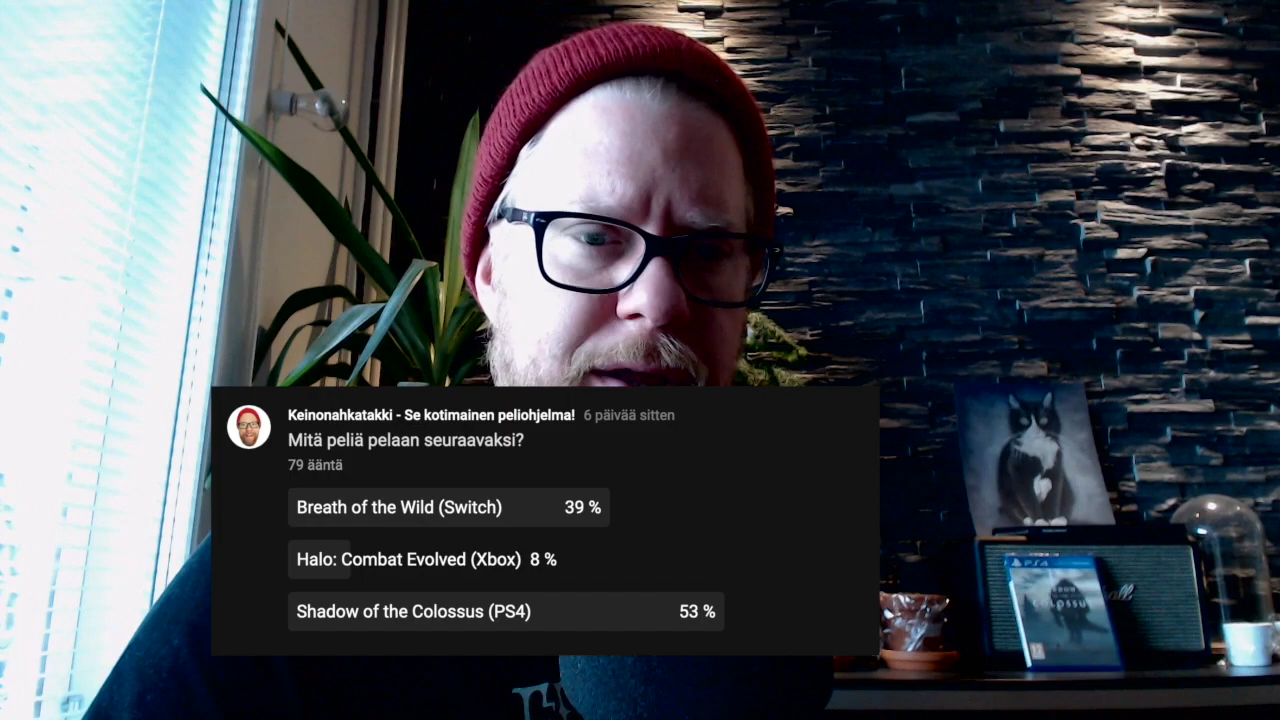 Keinonahkatakki - Se kotimainen peliohjelma! 6 päivää sitten
Mitä peliä pelaan seuraavaksi?
79 ääntä
Breath of the Wild (Switch) 39 %
Halo: Combat Evolved (Xbox) 8 %
Shadow of the Colossus (PS4) 53 %
PS4